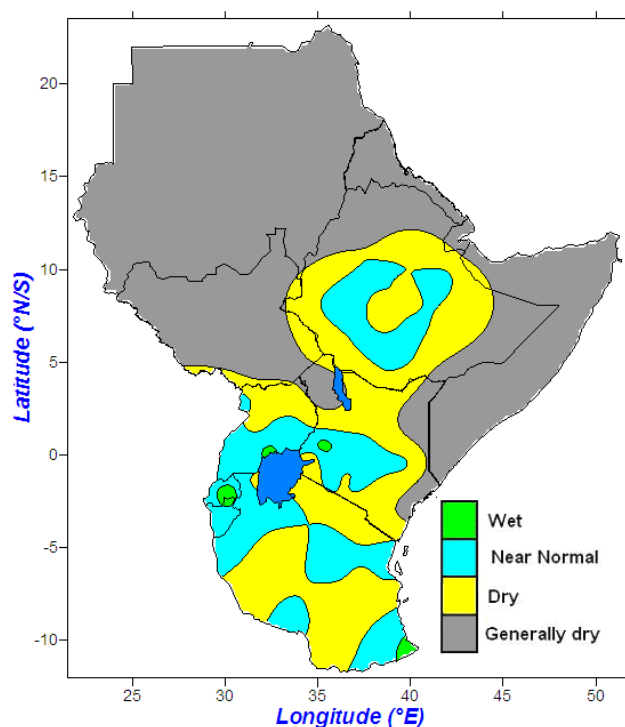 20
15
10
5
0
-5
-10
Latitude (°N/S)
Wet
Near Normal
Dry
Generally dry
25 30 35 40 45 50
Longitude (°E)